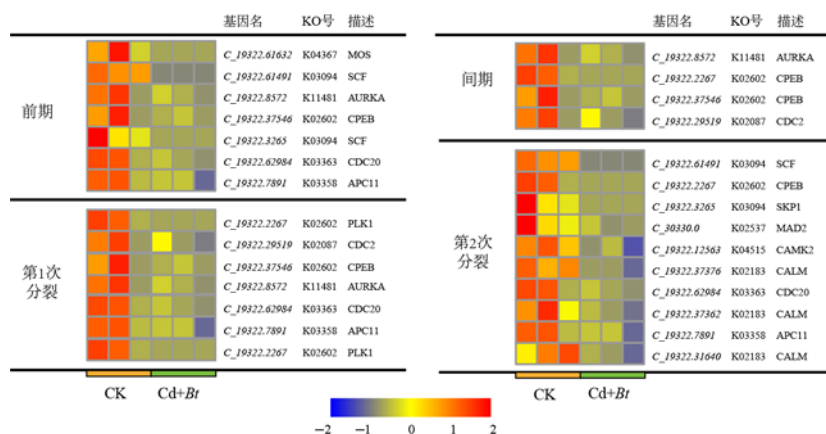 基因名 KO号 描述
前期
C_19322.61632 K04367 MOS
C_19322.61491 K03094 SCF
C_19322.8572 K11481 AURKA
C_19322.37546 K02602 CPEB
C_19322.3265 K03094 SCF
C_19322.62984 K03363 CDC20
C_19322.7891 K03358 APC11
第1次
分裂
C_19322.2267 K02602 PLK1
C_19322.29519 K02087 CDC2
C_19322.37546 K02602 CPEB
C_19322.8572 K11481 AURKA
C_19322.62984 K03363 CDC20
C_19322.7891 K03358 APC11
C_19322.2267 K02602 PLK1
CK Cd+Bt
基因名 KO号 描述
间期
C_19322.8572 K11481 AURKA
C_19322.2267 K02602 CPEB
C_19322.37546 K02602 CPEB
C_19322.29519 K02087 CDC2
第2次
分裂
C_19322.61491 K03094 SCF
C_19322.2267 K02602 CPEB
C_19322.3265 K03094 SKP1
C_30330.0 K02537 MAD2
C_19322.12563 K04515 CAMK2
C_19322.37376 K02183 CALM
C_19322.62984 K03363 CDC20
C_19322.37362 K02183 CALM
C_19322.7891 K03358 APC11
C_19322.31640 K02183 CALM
CK Cd+Bt
−2 −1 0 1 2